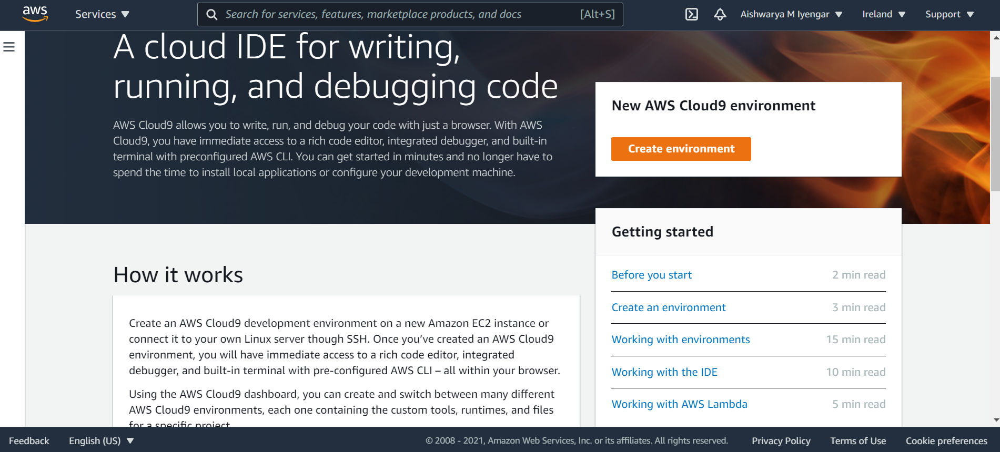 aws
Services
Search for services, features, marketplace products, and docs
[Alt+S]
Aishwarya M Iyengar
Ireland
Support
A cloud IDE for writing,
running, and debugging code
AWS Cloud9 allows you to write, run, and debug your code with just a browser. With AWS
Cloud9, you have immediate access to a rich code editor, integrated debugger, and built-in
terminal with preconfigured AWS CLI. You can get started in minutes and no longer have to
spend the time to install local applications or configure your development machine.
New AWS Cloud9 environment
Create environment
How it works
Create an AWS Cloud9 development environment on a new Amazon EC2 instance or
connect it to your own Linux server though SSH. Once you’ve created an AWS Cloud9
environment, you will have immediate access to a rich code editor, integrated
debugger, and built-in terminal with pre-configured AWS CLI – all within your browser.
Using the AWS Cloud9 dashboard, you can create and switch between many different
AWS Cloud9 environments, each one containing the custom tools, runtimes, and files
for a specific project.
Getting started
Before you start 2 min read
Create an environment 3 min read
Working with environments 15 min read
Working with the IDE 10 min read
Working with AWS Lambda 5 min read
Feedback
English (US)
© 2008 - 2021, Amazon Web Services, Inc. or its affiliates. All rights reserved.
Privacy Policy
Terms of Use
Cookie preferences